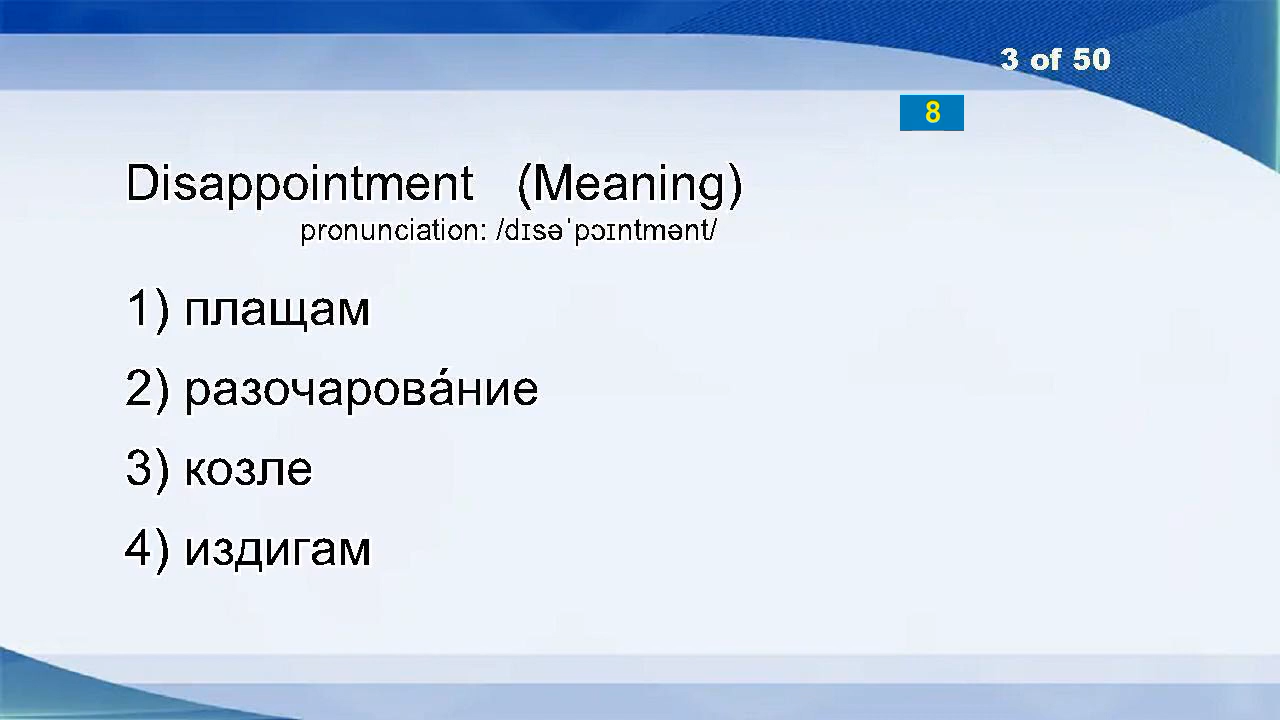 3 of 50
8
Disappointment (Meaning)
pronunciation: /dɪsəˈpɔɪntmənt/
1) плащам
2) разочарова́ние
3) козле
4) издигам